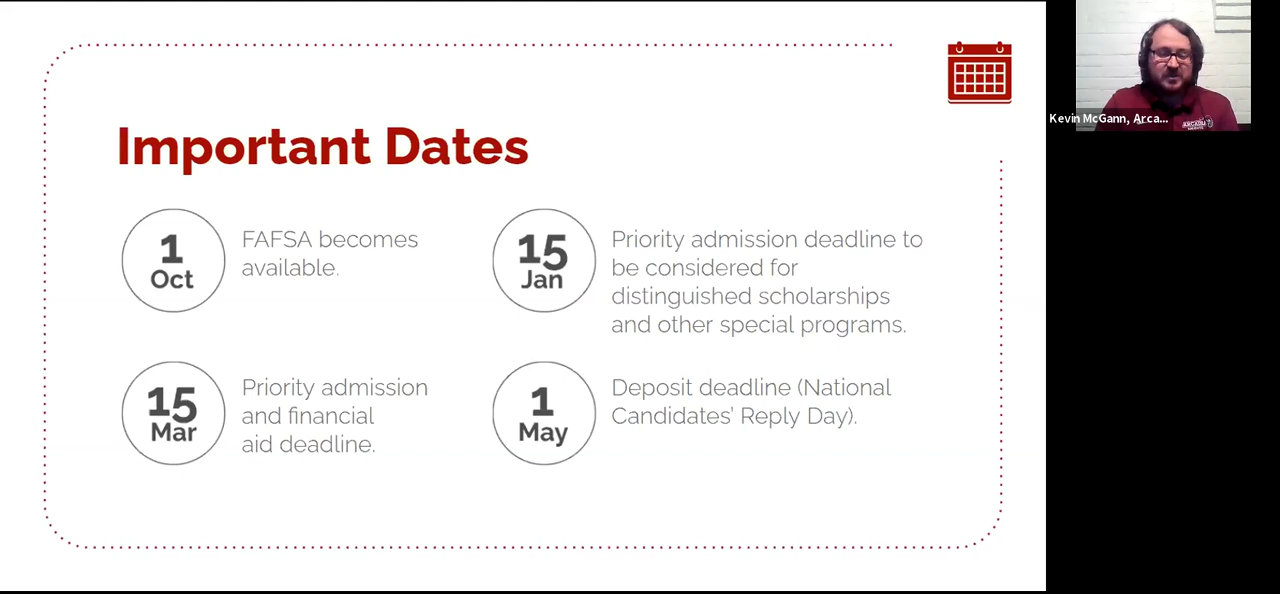 Important Dates
1
Oct
FAFSA becomes
available.
15
Jan
Priority admission deadline to
be considered for
distinguished scholarships
and other special programs.
15
Mar
Priority admission
and financial
aid deadline.
1
May
Deposit deadline (National
Candidates’ Reply Day).
Kevin McGann, Arca...
ARCADIA